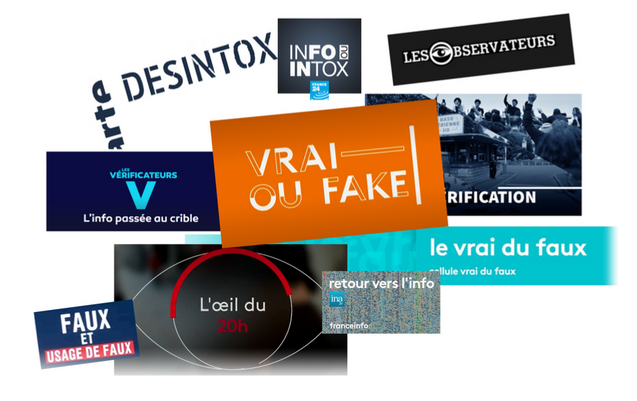 arte DESINTOX
INFO
OU
INTOX
FRANCE
24
LES OBSERVATEURS
LES
VÉRIFICATEURS
V
L'info passée au crible
VRAI
OU FAKE
RIFICATION
le vrai du faux
cellule vrai du faux
L'œil du
20h
retour vers l'info
ina
franceinfo:
FAUX
ET
USAGE DE FAUX